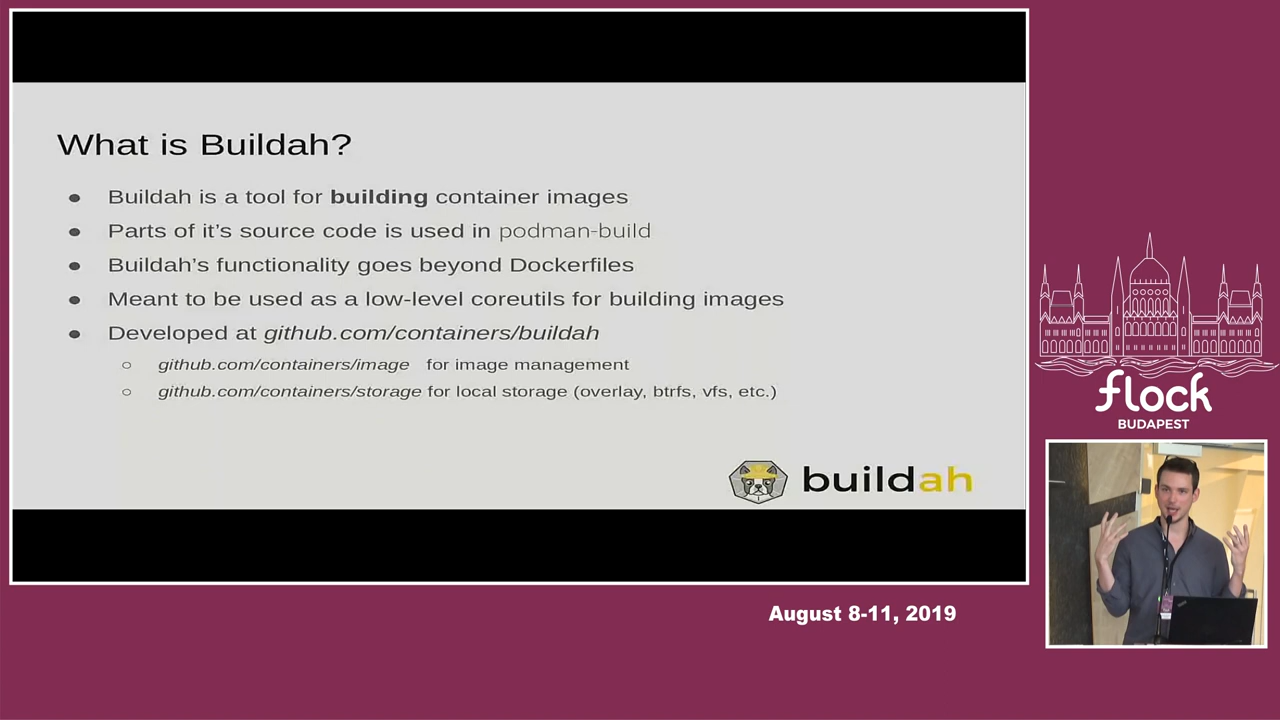 What is Buildah?
● Buildah is a tool for building container images
● Parts of it's source code is used in podman-build
● Buildah's functionality goes beyond Dockerfiles
● Meant to be used as a low-level coreutils for building images
● Developed at github.com/containers/buildah
○ github.com/containers/image for image management
○ github.com/containers/storage for local storage (overlay, btrfs, vfs, etc.)
buildah
flock
BUDAPEST
August 8-11, 2019